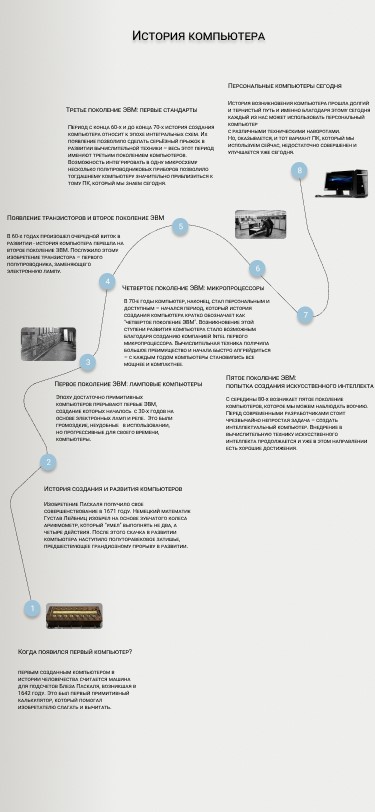 История компьютера
Персональные компьютеры сегодня
История возникновения компьютера прошла долгий
и тернистый путь и именно благодаря этому сегодня
каждый из нас может использовать персональный
компьютер
с различными техническими наворотами.
Но, оказывается, и тот вариант ПК, который мы
используем сейчас, недостаточно совершенен и
улучшается уже сегодня.
8
Третье поколение ЭВМ: первые стандарты
Период с конца 60-х и до конца 70-х история создания
компьютера относит к эпохе интегральных схем. Их
появление позволило сделать серьёзный прыжок в
развитии вычислительной техники – весь этот период
именуют третьим поколением компьютеров.
Возможность интегрировать в одну микросхему
несколько полупроводниковых приборов позволило
тогдашнему компьютеру значительно приблизиться к
тому ПК, который мы знаем сегодня.
Появление транзисторов и второе поколение ЭВМ
В 60-х годах произошел очередной виток в
развитии - история компьютера перешла на
второе поколение ЭВМ. Послужило этому
изобретение транзистора – первого
полупроводника, заменяющего
электронную лампу.
5
6
4
7
Четвертое поколение ЭВМ: микропроцессоры
В 70-х годы компьютер, наконец, стал персональным и
доступным – начался период, который история
создания компьютера кратко обозначает как
"четвертое поколение ЭВМ". Возникновение этой
ступени развития компьютера стало возможным
благодаря созданию компанией Intel первого
микропроцессора. Вычислительная техника получила
большее преимущество и начала быстро апгрейдиться
– с каждым годом компьютеры становились все
мощнее и компактнее.
3
Первое поколение ЭВМ: ламповые компьютеры
Эпоху достаточно примитивных
компьютеров прерывают первые ЭВМ,
создание которых началось с 30-х годов на
основе электронных ламп и реле. Это были
громоздкие, неудобные в использовании,
но прогрессивные для своего времени,
компьютеры.
Пятое поколение ЭВМ:
попытка создания искусственного интеллекта
С середины 80-х возникает пятое поколение
компьютеров, которое мы можем наблюдать воочию.
Перед современными разработчиками стоит
чрезвычайно непростая задача – создать
интеллектуальный компьютер. Внедрение в
вычислительную технику искусственного
интеллекта продолжается и уже в этом направлении
есть хорошие достижения.
2
История создания и развития компьютеров
Изобретение Паскаля получило свое
совершенствование в 1671 году. Немецкий математик
Густав Лейбниц изобрел на основе зубчатого колеса
арифмометр, который "умел" выполнять не два, а
четыре действия. После этого скачка в развитии
компьютера наступило полуторавековое затишье,
предшествующее грандиозному прорыву в развитии.
1
Когда появился первый компьютер?
первым созданным компьютером в
истории человечества считается машина
для подсчетов Блеза Паскаля, возникшая в
1642 году. Это был первый примитивный
калькулятор, который помогал
изобретателю слагать и вычитать.